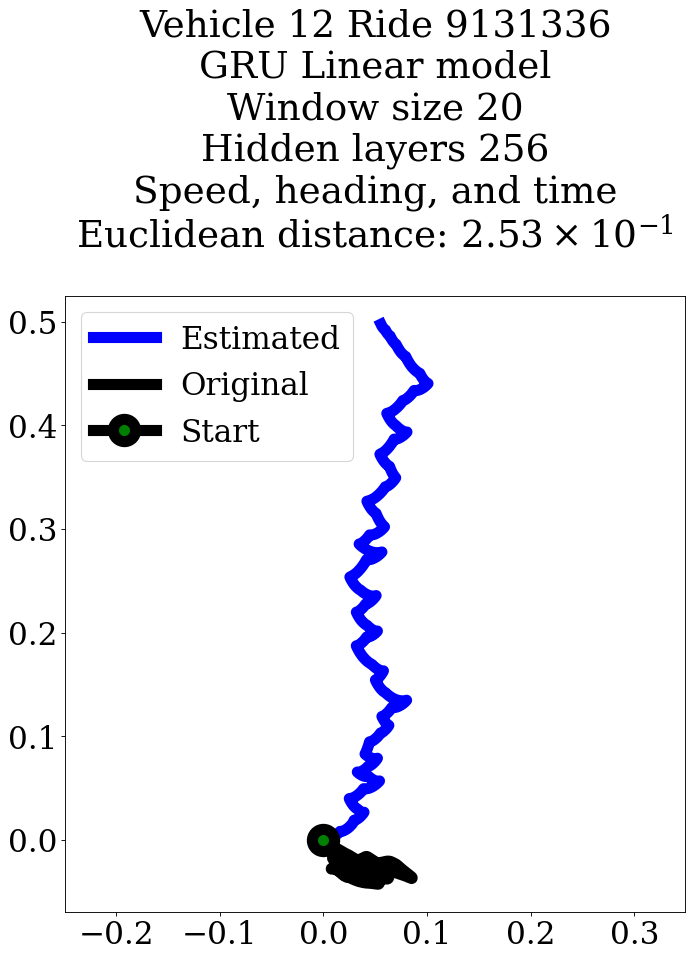 Vehicle 12 Ride 9131336
GRU Linear model
Window size 20
Hidden layers 256
Speed, heading, and time
Euclidean distance: 2.53 × 10⁻¹
Estimated
Original
Start
0.5
0.4
0.3
0.2
0.1
0.0
−0.2 −0.1 0.0 0.1 0.2 0.3